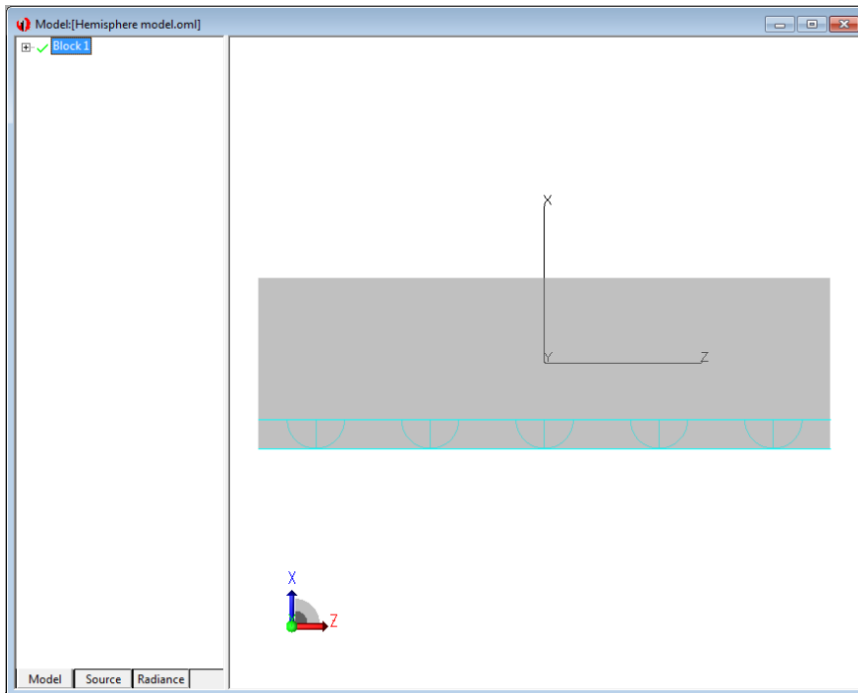 Model:[Hemisphere model.oml]
Block 1
X
Y
Z
X
Z
Model Source Radiance